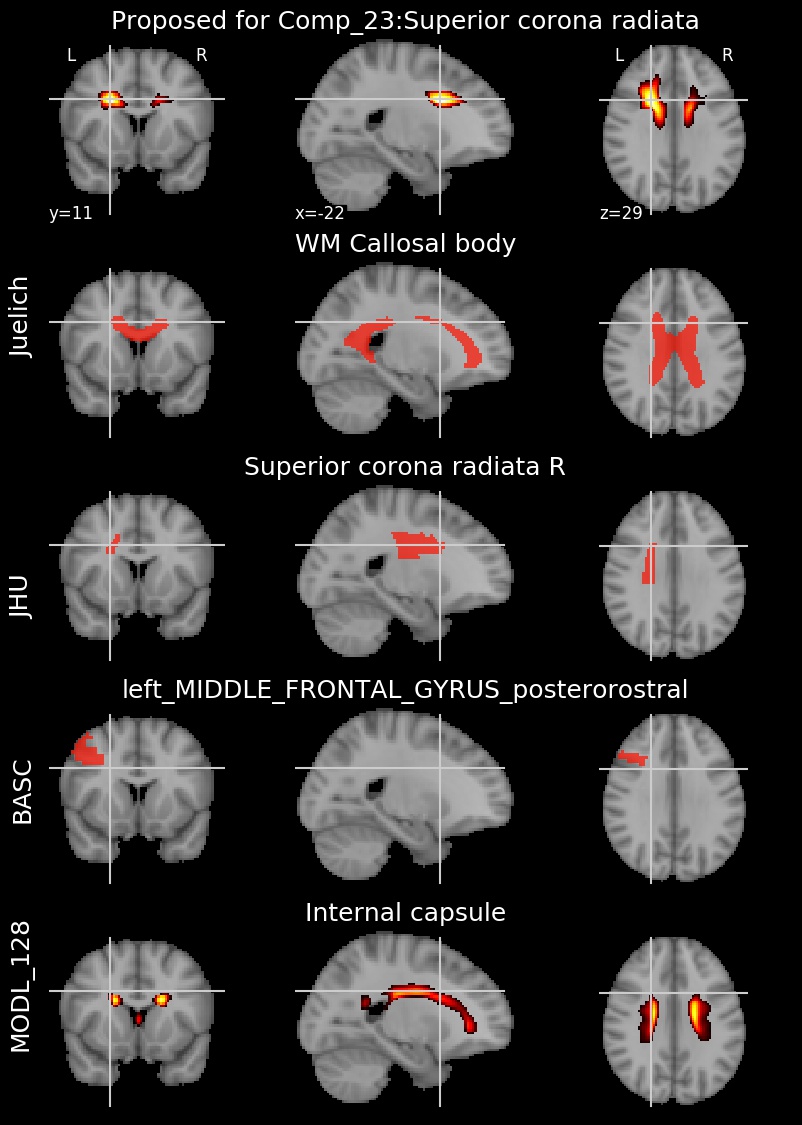 Proposed for Comp_23:Superior corona radiata
L R L R
y=11 x=-22 z=29
WM Callosal body
Juelich
Superior corona radiata R
JHU
left_MIDDLE_FRONTAL_GYRUS_posterorostral
BASC
Internal capsule
MODL_128